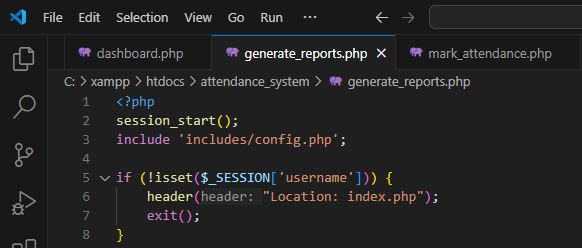 File Edit Selection View Go ···
dashboard.php generate_reports.php mark_attendance.php
C: > xampp > htdocs > attendance_system > generate_reports.php
1 <?php
2 session_start();
3 include 'includes/config.php';
4
5 if (!isset($_SESSION['username'])) {
6 header(header: "Location: index.php");
7 exit();
8 }